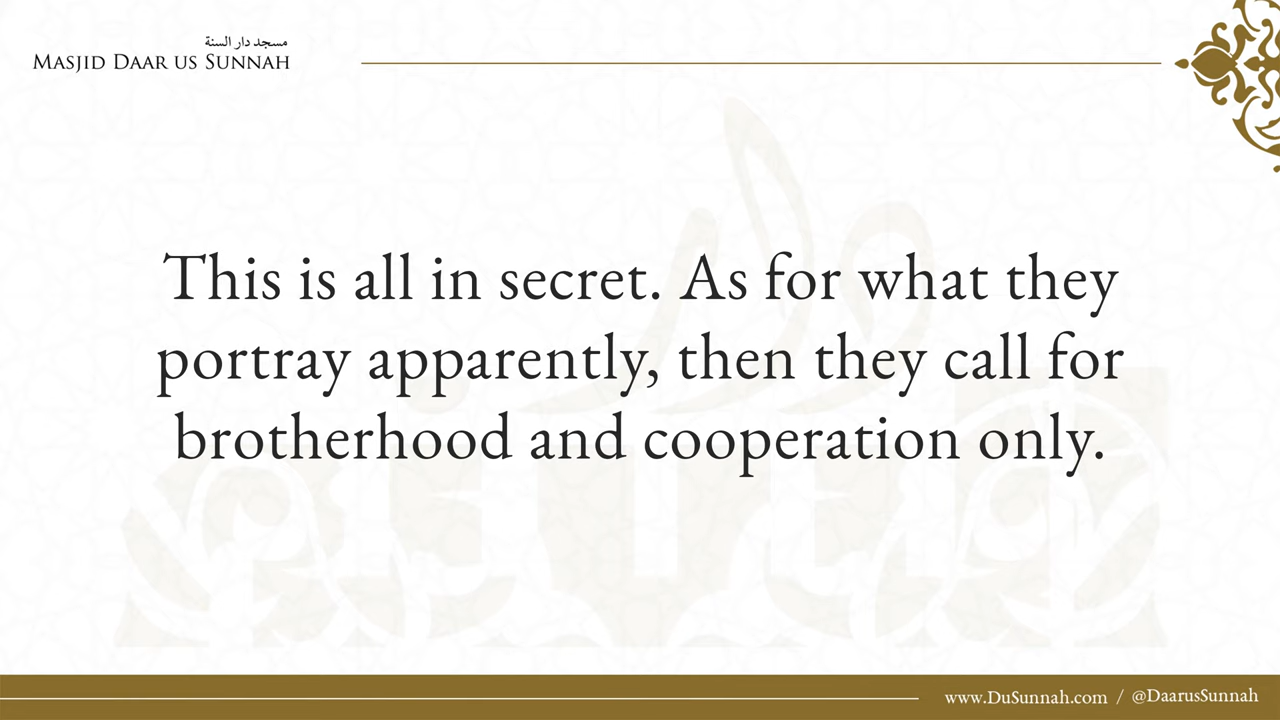 مسجد دار السنة
MASJID DAAR US SUNNAH
This is all in secret. As for what they
portray apparently, then they call for
brotherhood and cooperation only.
www.DuSunnah.com / @DaarusSunnah